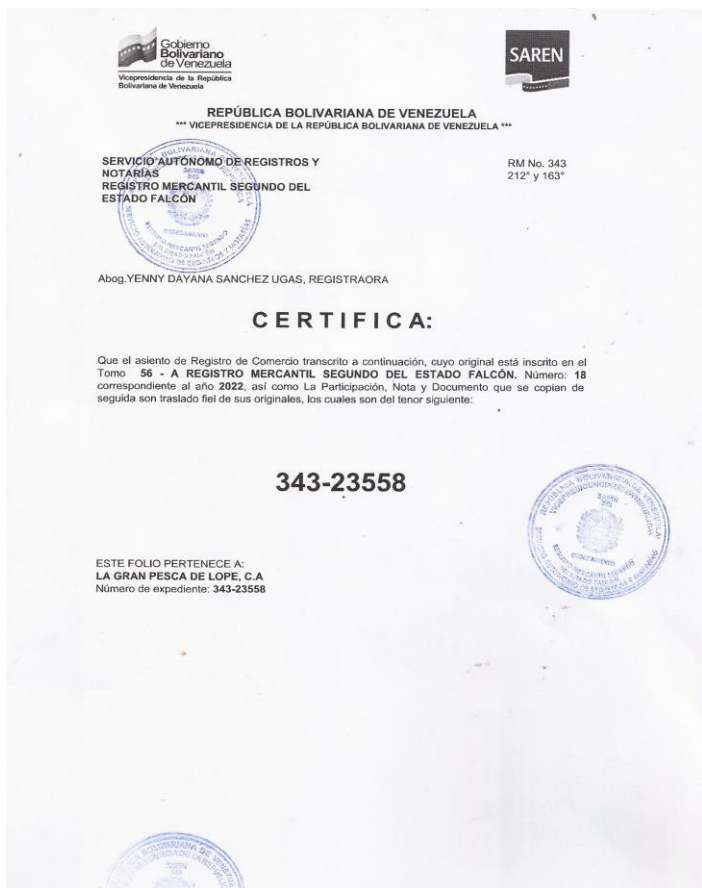 Gobierno
Bolivariano
de Venezuela
Vicepresidencia de la República
Bolivariana de Venezuela
SAREN
REPÚBLICA BOLIVARIANA DE VENEZUELA
*** VICEPRESIDENCIA DE LA REPÚBLICA BOLIVARIANA DE VENEZUELA ***
SERVICIO AUTÓNOMO DE REGISTROS Y
NOTARÍAS
REGISTRO MERCANTIL SEGUNDO DEL
ESTADO FALCÓN
RM No. 343
212° y 163°
Abog.YENNY DAYANA SANCHEZ UGAS, REGISTRAORA
C E R T I F I C A:
Que el asiento de Registro de Comercio transcrito a continuación, cuyo original está inscrito en el
Tomo 56 - A REGISTRO MERCANTIL SEGUNDO DEL ESTADO FALCÓN. Número: 18
correspondiente al año 2022, así como La Participación, Nota y Documento que se copian de
seguida son traslado fiel de sus originales, los cuales son del tenor siguiente:
343-23558
ESTE FOLIO PERTENECE A:
LA GRAN PESCA DE LOPE, C.A
Número de expediente: 343-23558